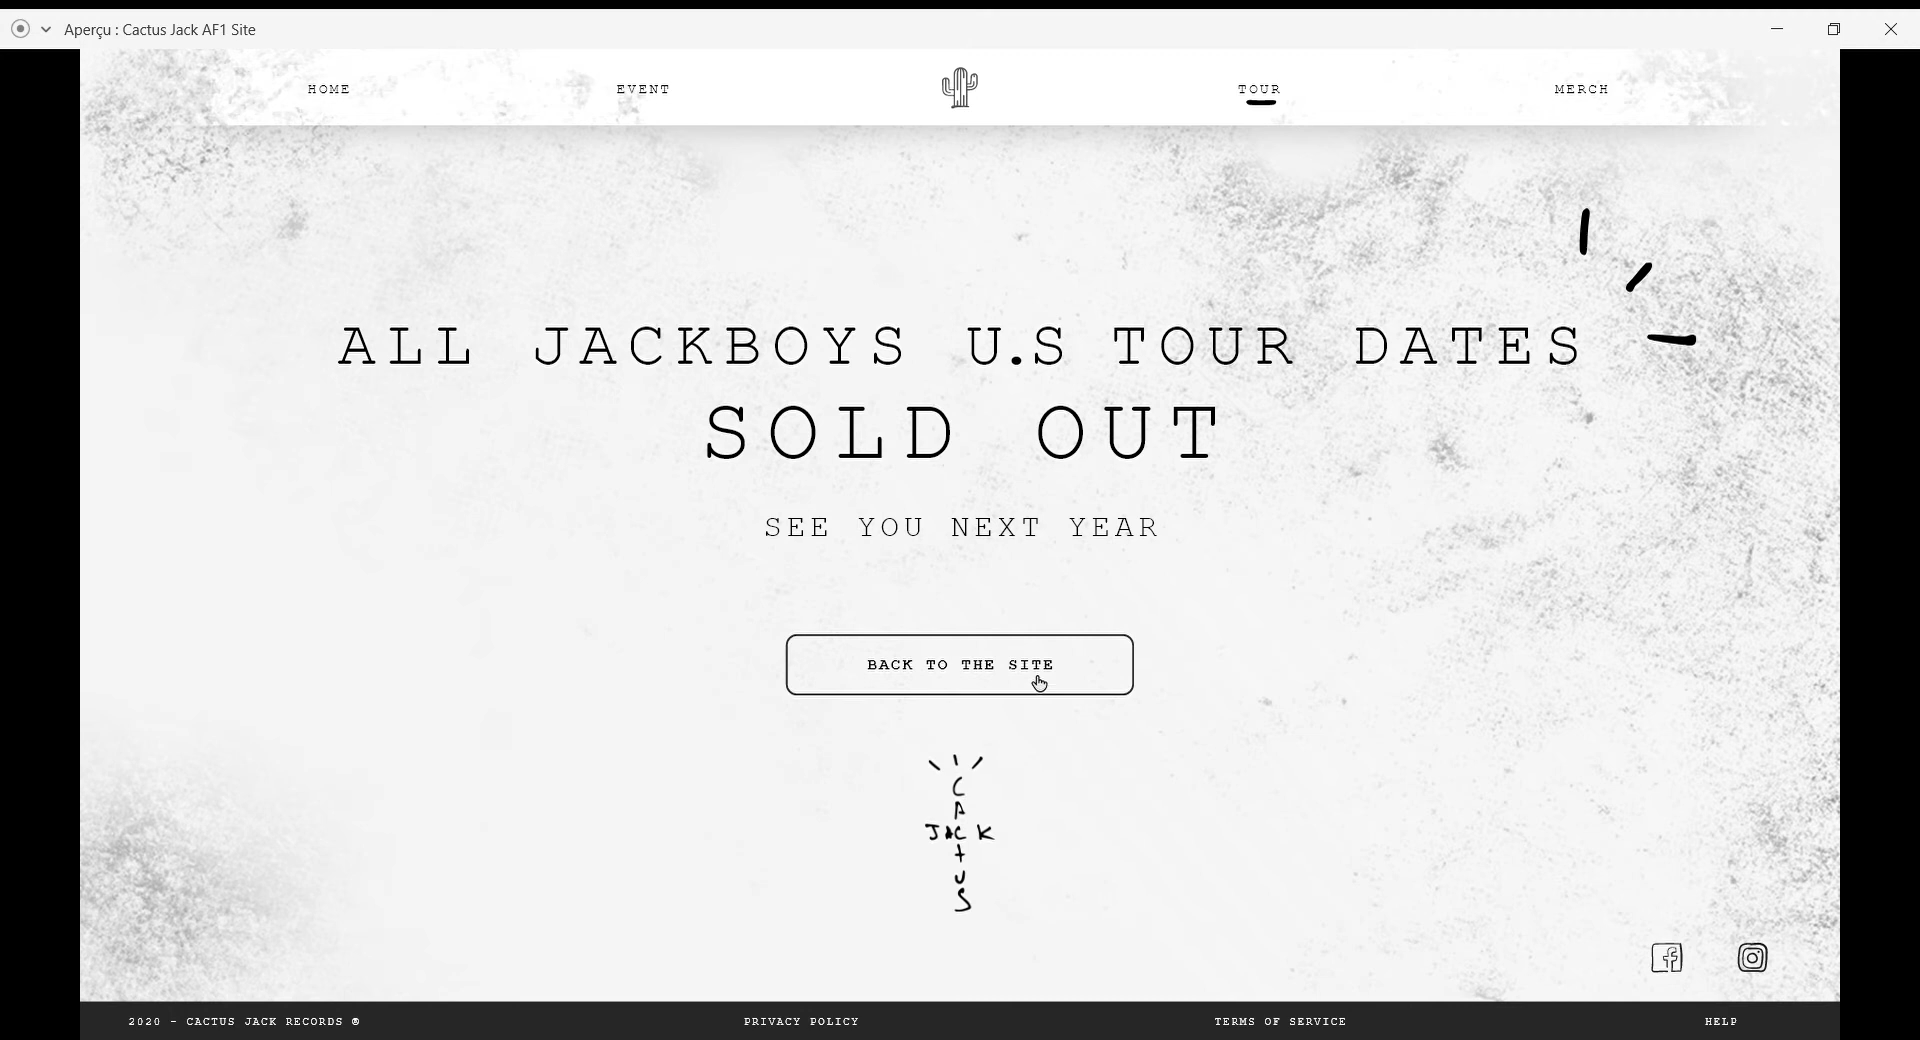 Aperçu : Cactus Jack AF1 Site
HOME EVENT TOUR MERCH
ALL JACKBOYS U.S TOUR DATES
SOLD OUT
SEE YOU NEXT YEAR
BACK TO THE SITE
C
A
JACK
T
U
S
2020 - CACTUS JACK RECORDS ® PRIVACY POLICY TERMS OF SERVICE HELP